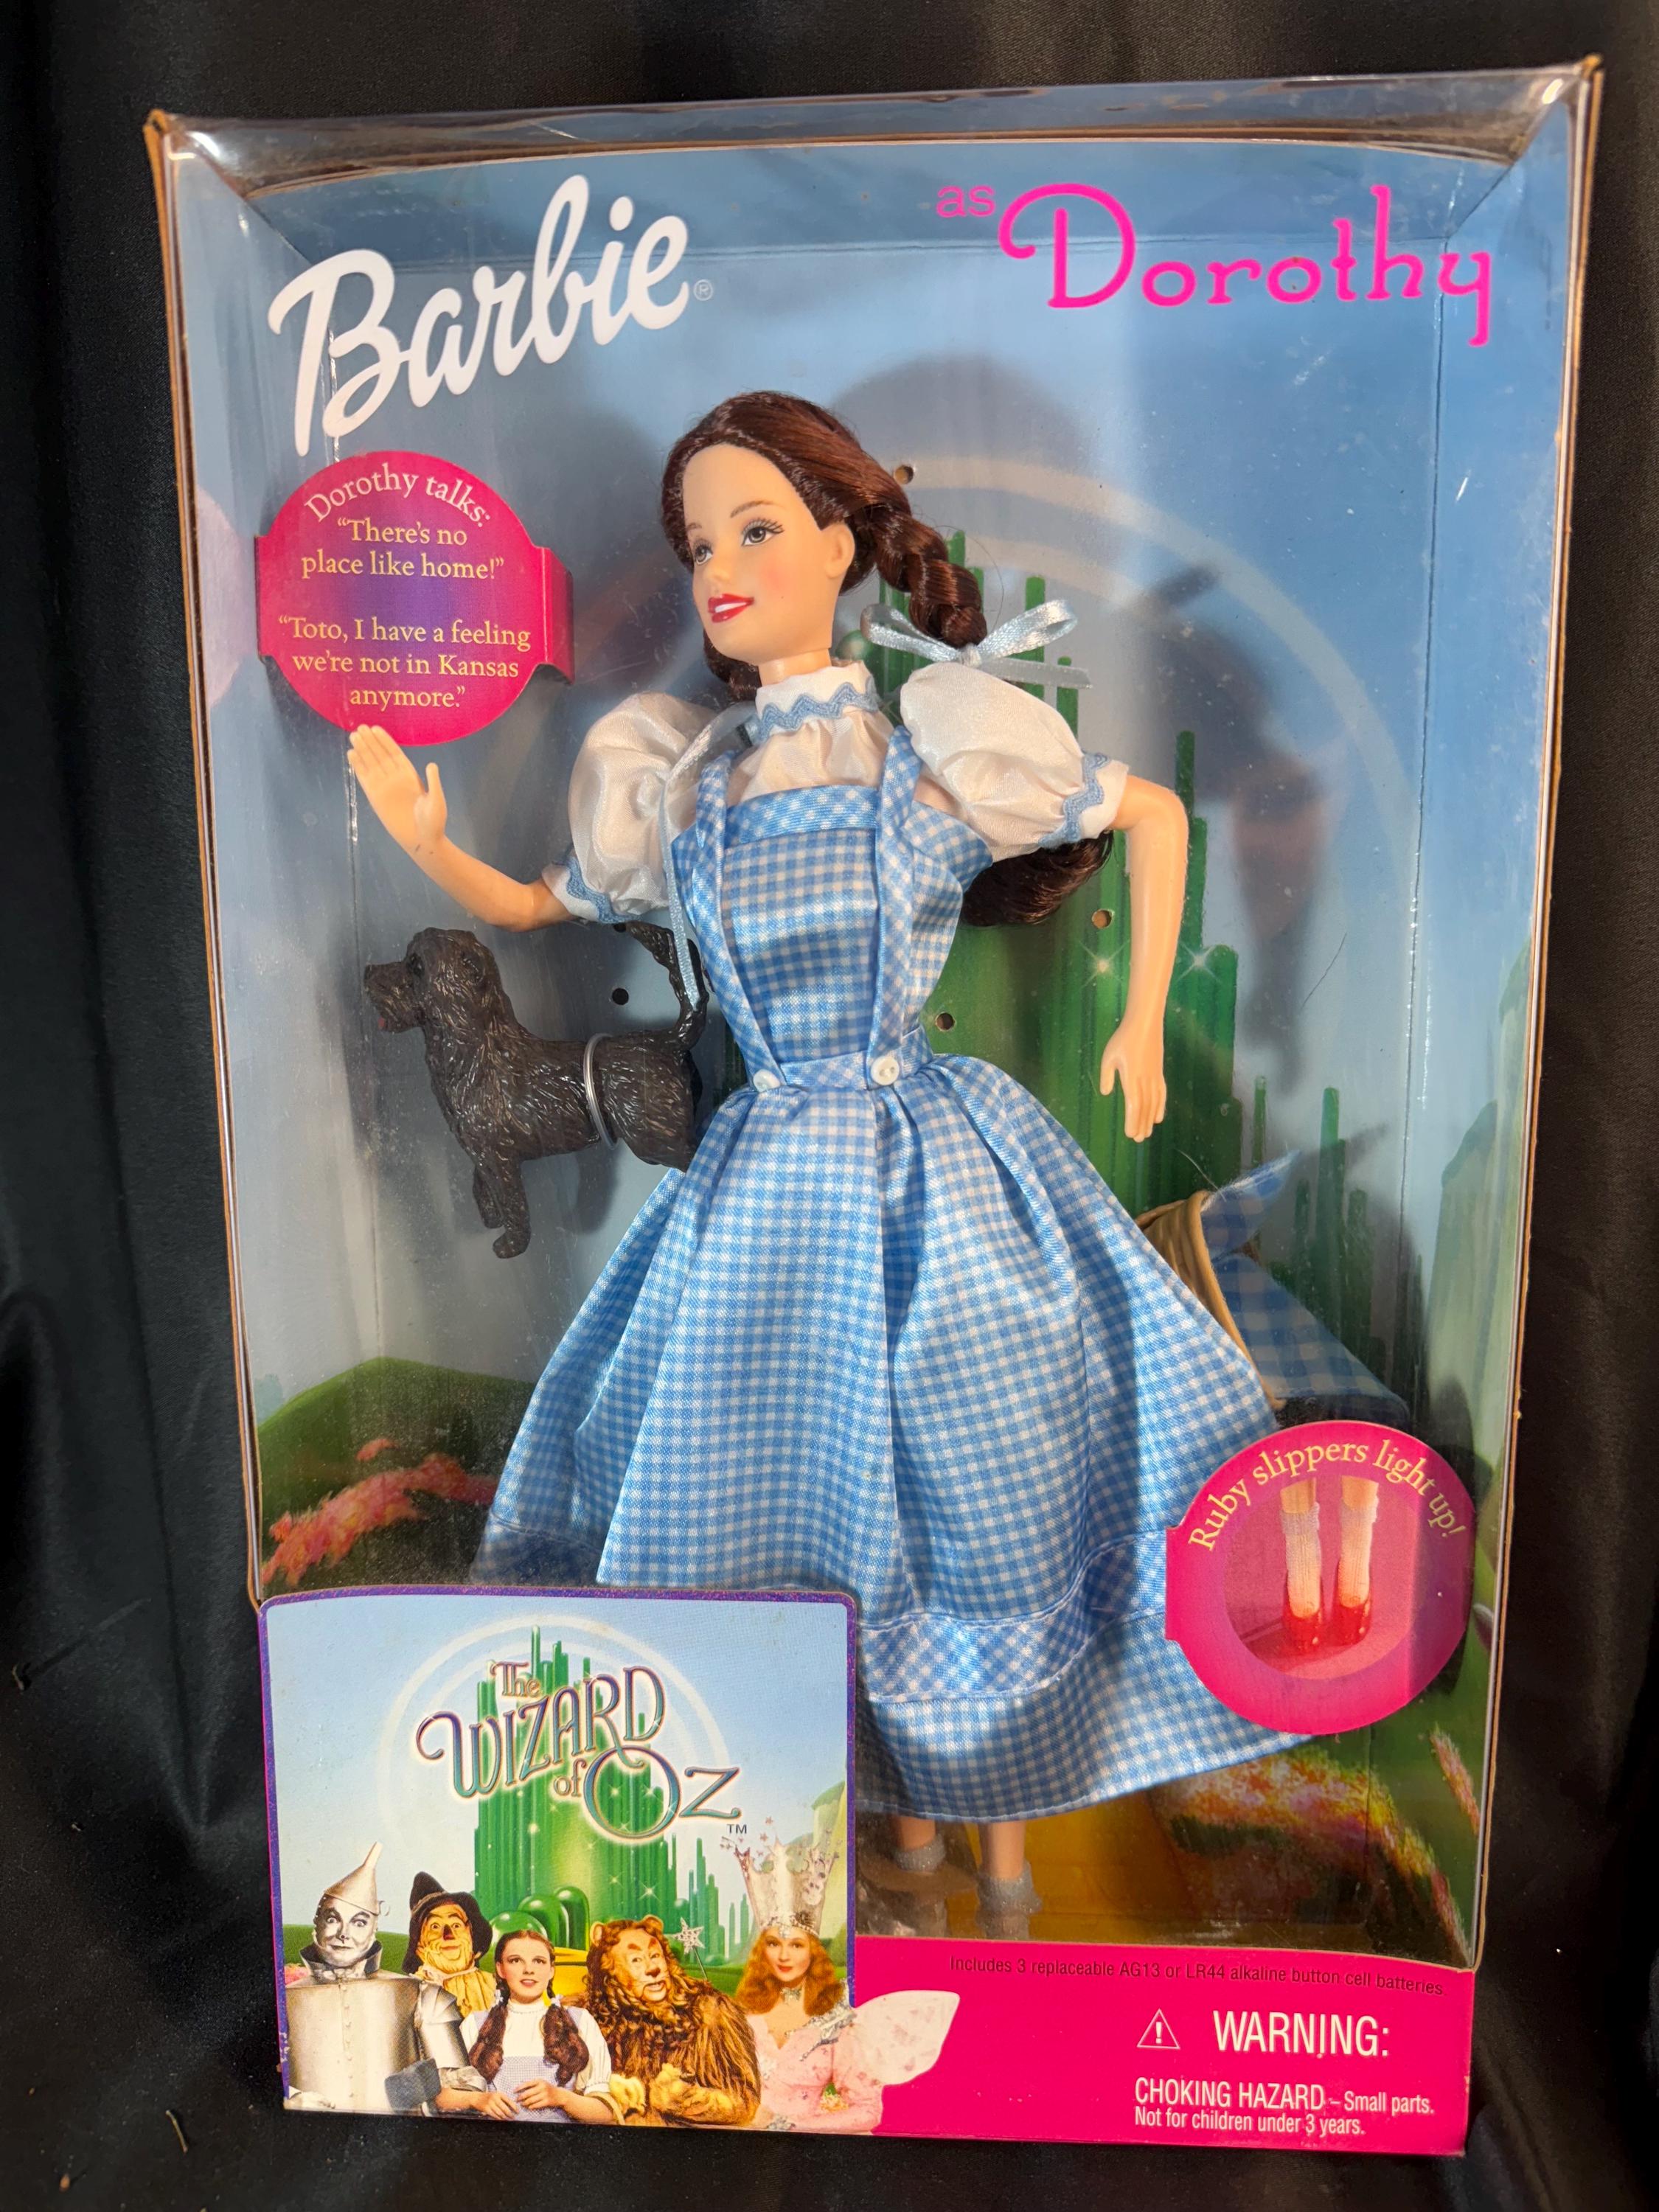 Barbie®
as Dorothy
Dorothy talks:
“There's no
place like home!”
“Toto, I have a feeling
we're not in Kansas
anymore.”
Ruby slippers light up!
The
WIZARD
of OZ™
Includes 3 replaceable AG13 or LR44 alkaline button cell batteries.
⚠ WARNING:
CHOKING HAZARD – Small parts.
Not for children under 3 years.